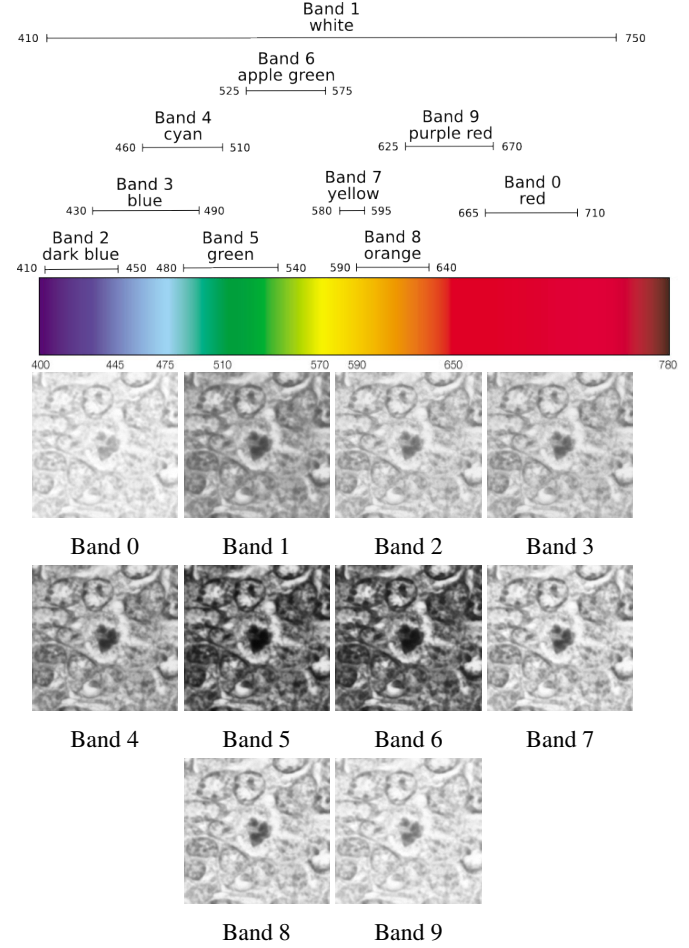 Band 1
white
410 750
Band 6
apple green
525 575
Band 4
cyan
460 510
Band 9
purple red
625 670
Band 3
blue
430 490
Band 7
yellow
580 595
Band 0
red
665 710
Band 2
dark blue
410 450
Band 5
green
480 540
Band 8
orange
590 640
400 445 475 510 570 590 650 780
Band 0 Band 1 Band 2 Band 3
Band 4 Band 5 Band 6 Band 7
Band 8 Band 9